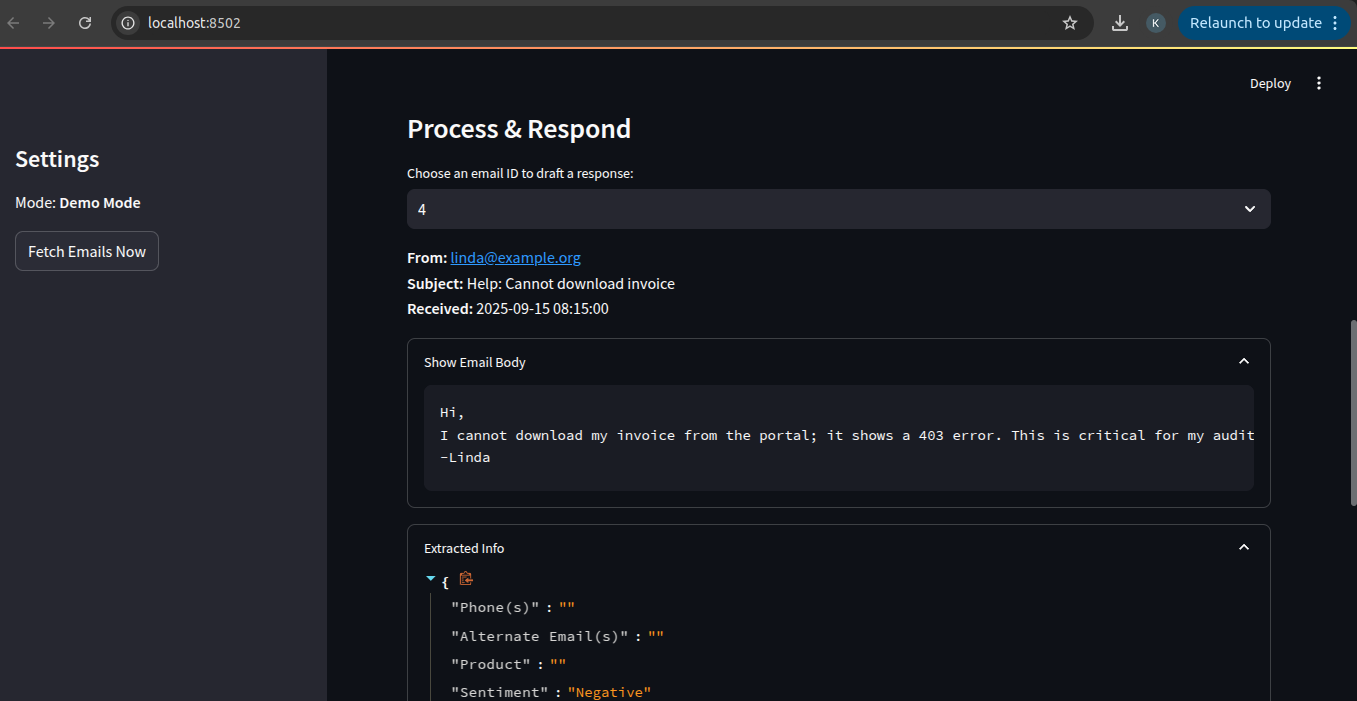 localhost:8502
K
Relaunch to update
Deploy
Settings
Mode: Demo Mode
Fetch Emails Now
Process & Respond
Choose an email ID to draft a response:
4
From: linda@example.org
Subject: Help: Cannot download invoice
Received: 2025-09-15 08:15:00
Show Email Body
Hi,
I cannot download my invoice from the portal; it shows a 403 error. This is critical for my audit
-Linda
Extracted Info
{
"Phone(s)" : ""
"Alternate Email(s)" : ""
"Product" : ""
"Sentiment" : "Negative"